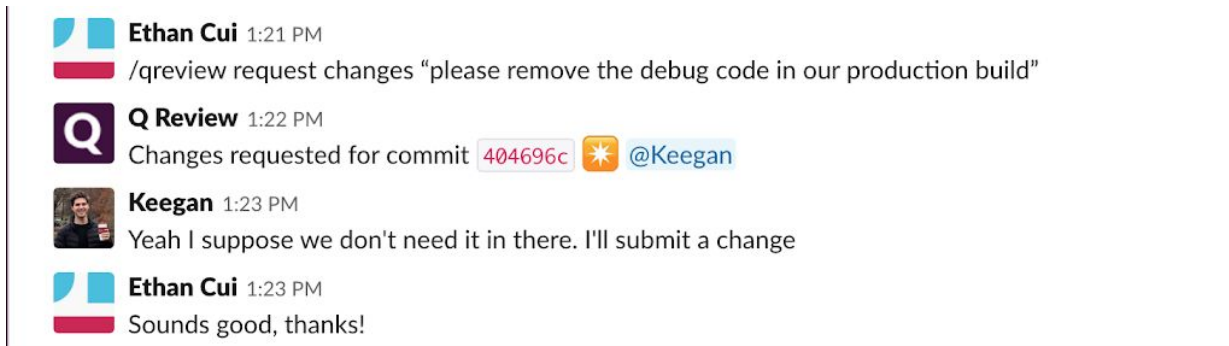 Ethan Cui 1:21 PM
/qreview request changes “please remove the debug code in our production build”
Q
Q Review 1:22 PM
Changes requested for commit 404696c @Keegan
Keegan 1:23 PM
Yeah I suppose we don't need it in there. I'll submit a change
Ethan Cui 1:23 PM
Sounds good, thanks!